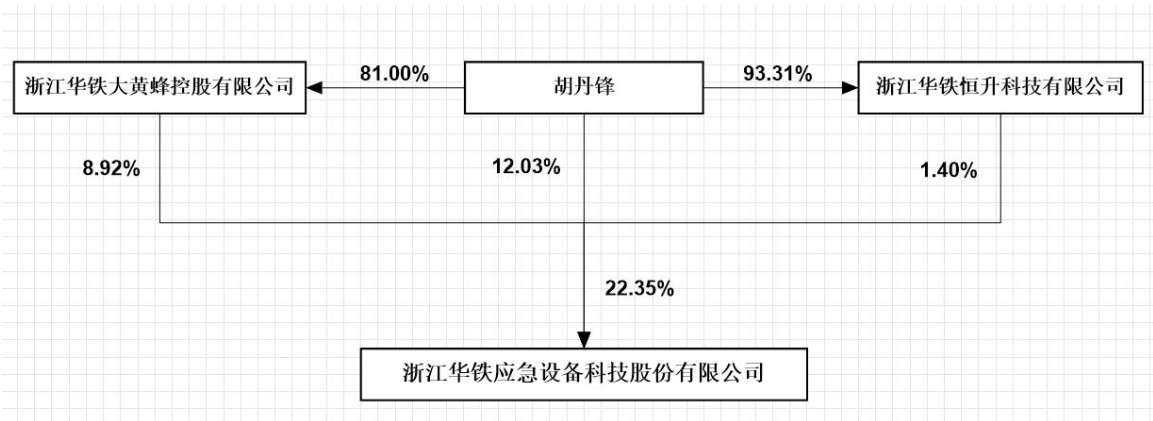 81.00%
93.31%
浙江华铁大黄蜂控股有限公司
胡丹锋
浙江华铁恒升科技有限公司
8.92%
12.03%
1.40%
22.35%
浙江华铁应急设备科技股份有限公司